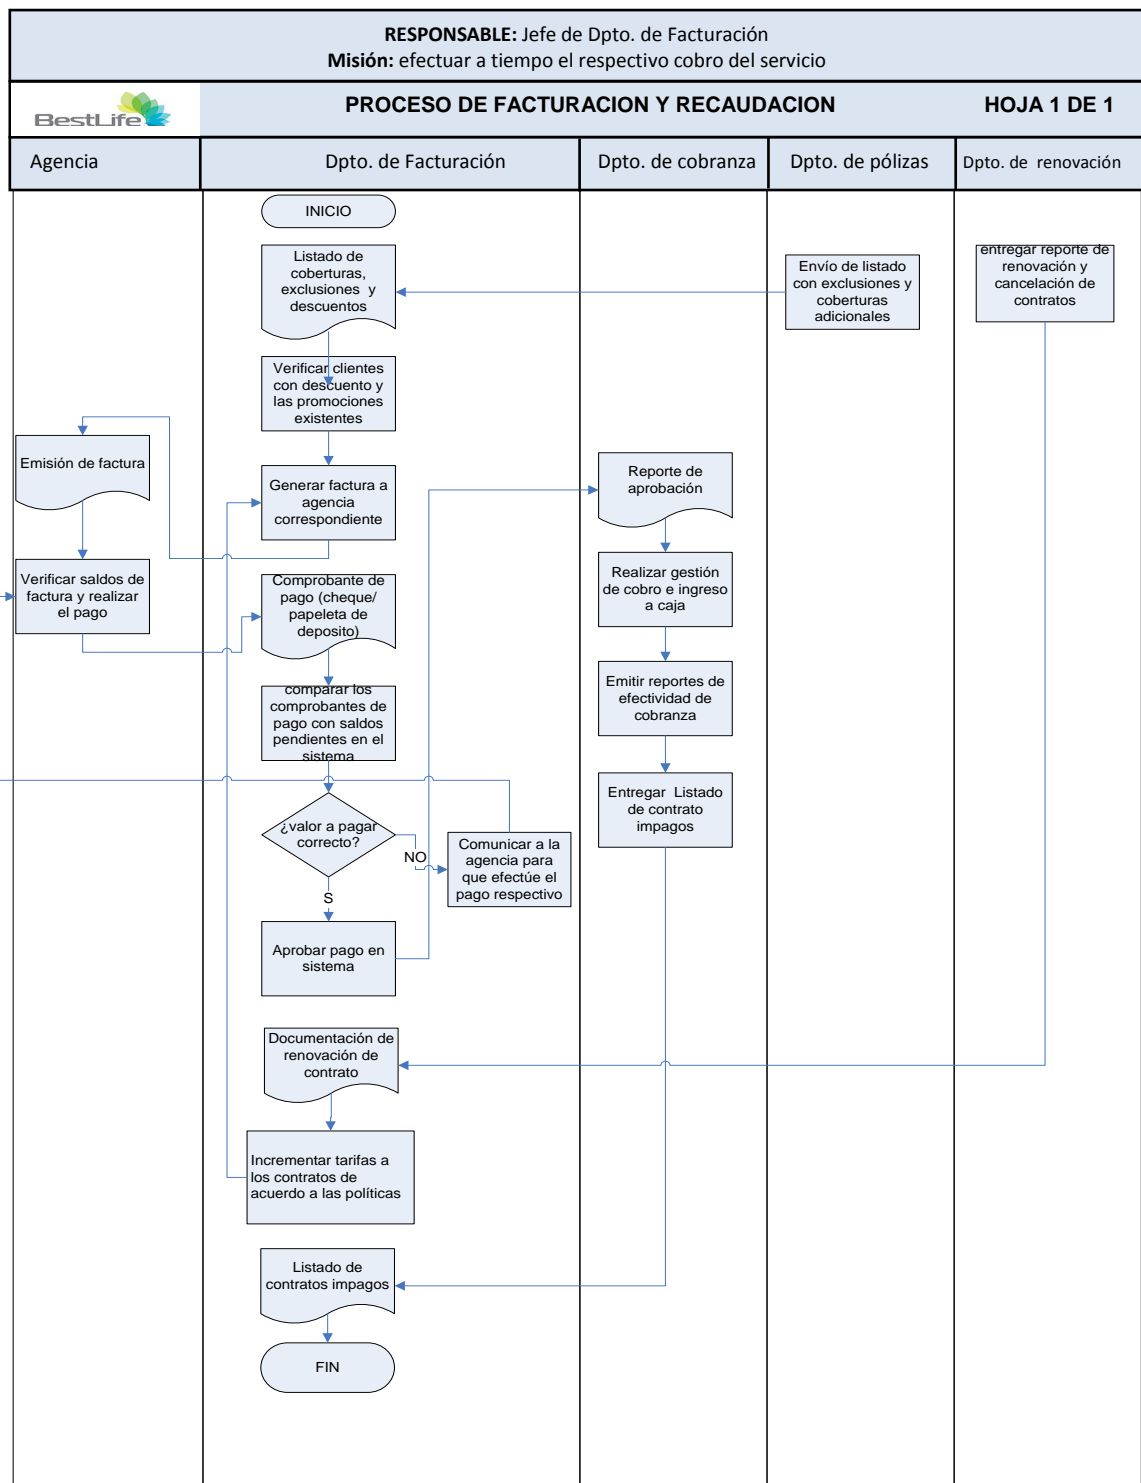 RESPONSABLE: Jefe de Dpto. de Facturación
Misión: efectuar a tiempo el respectivo cobro del servicio
BestLife
PROCESO DE FACTURACION Y RECAUDACION
HOJA 1 DE 1
Agencia
Dpto. de Facturación
Dpto. de cobranza
Dpto. de pólizas
Dpto. de renovación
INICIO
Listado de
coberturas,
exclusiones y
descuentos
Envío de listado
con exclusiones y
coberturas
adicionales
entregar reporte de
renovación y
cancelación de
contratos
Verificar clientes
con descuento y
las promociones
existentes
Emisión de factura
Generar factura a
agencia
correspondiente
Reporte de
aprobación
Verificar saldos de
factura y realizar
el pago
Comprobante de
pago (cheque/
papeleta de
deposito)
Realizar gestión
de cobro e ingreso
a caja
comparar los
comprobantes de
pago con saldos
pendientes en el
sistema
Emitir reportes de
efectividad de
cobranza
¿valor a pagar
correcto?
NO
S
Comunicar a la
agencia para
que efectúe el
pago respectivo
Entregar Listado
de contrato
impagos
Aprobar pago en
sistema
Documentación de
renovación de
contrato
Incrementar tarifas a
los contratos de
acuerdo a las políticas
Listado de
contratos impagos
FIN